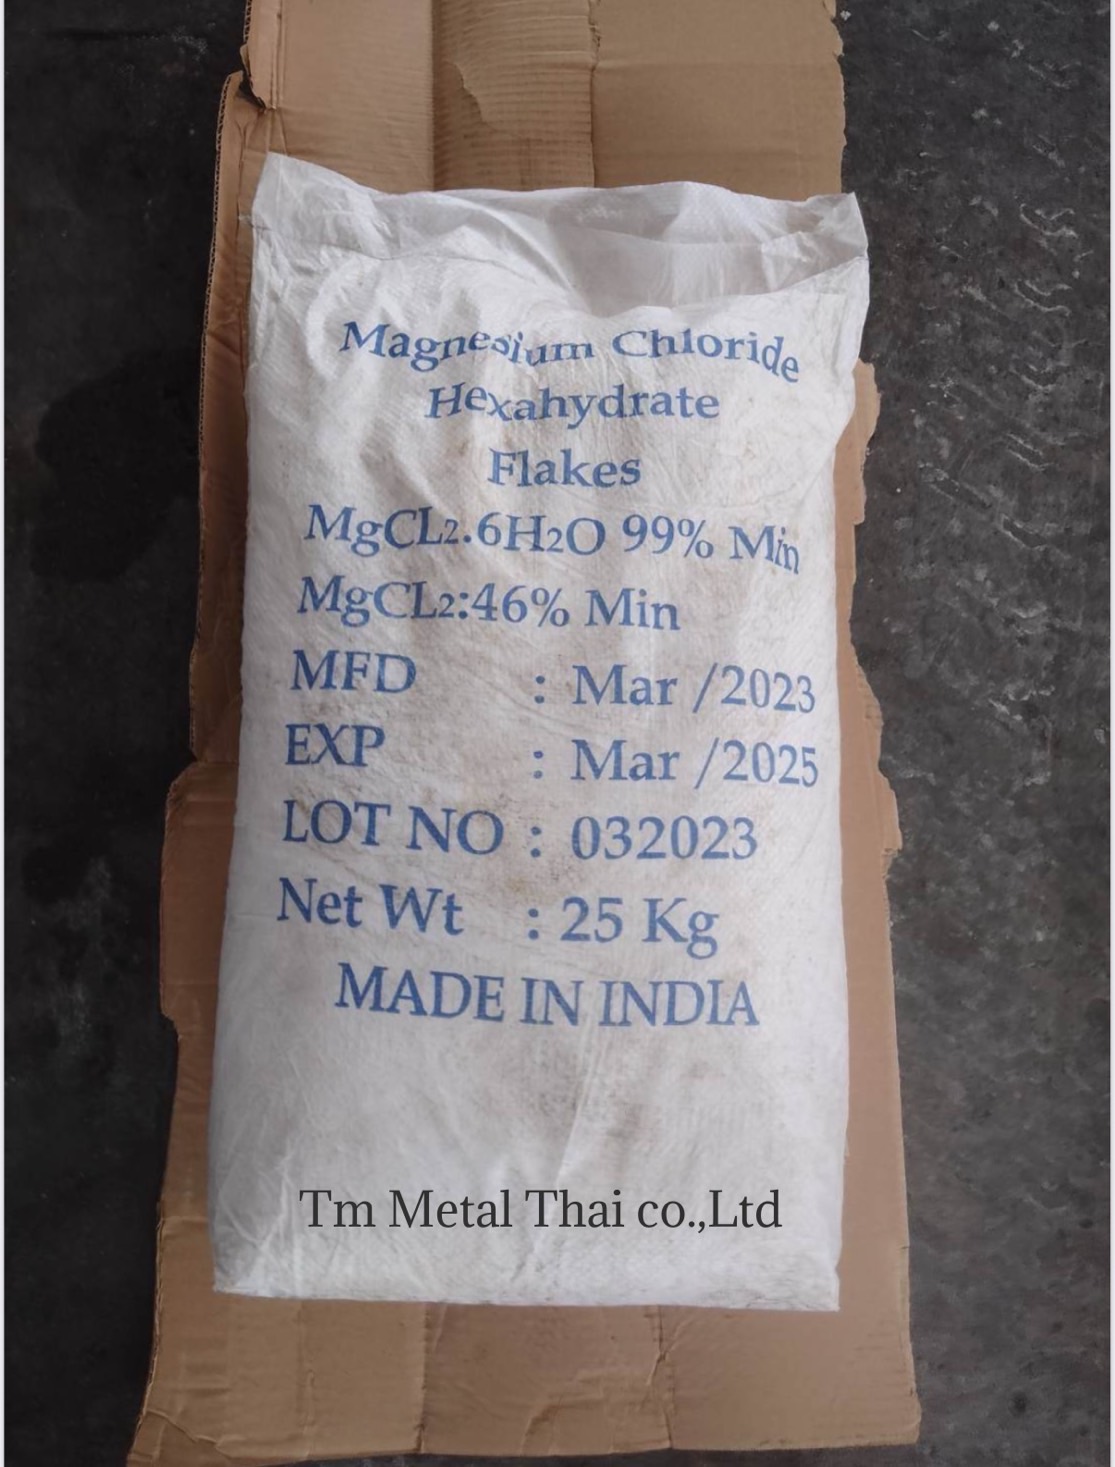 Magnesium Chloride
Hexahydrate
Flakes
MgCL2.6H2O 99% Min
MgCL2:46% Min
MFD : Mar /2023
EXP : Mar /2025
LOT NO : 032023
Net Wt : 25 Kg
MADE IN INDIA
Tm Metal Thai co.,Ltd